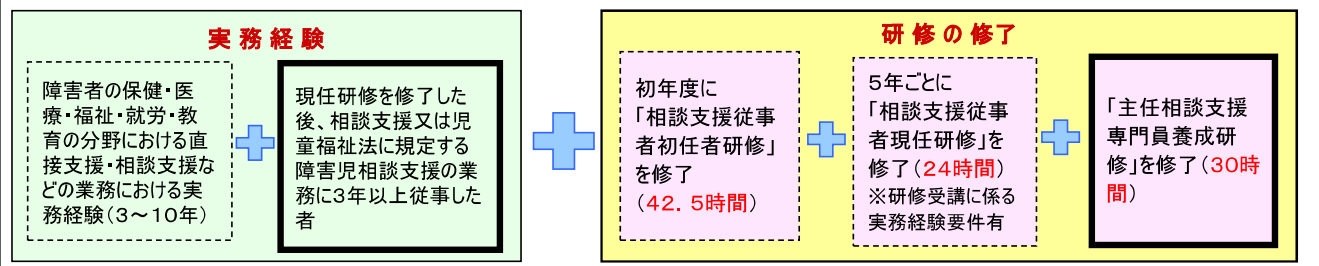 実務経験
障害者の保健・医
療・福祉・就労・教
育の分野における直
接支援・相談支援な
どの業務における実
務経験(3～10年)
現任研修を修了した
後、相談支援又は児
童福祉法に規定する
障害児相談支援の業
務に3年以上従事した
者
研修の修了
初年度に
「相談支援従事
者初任者研修」
を修了
(42．5時間)
5年ごとに
「相談支援従事
者現任研修」を
修了(24時間)
※研修受講に係る
実務経験要件有
「主任相談支援
専門員養成研
修」を修了(30時
間)